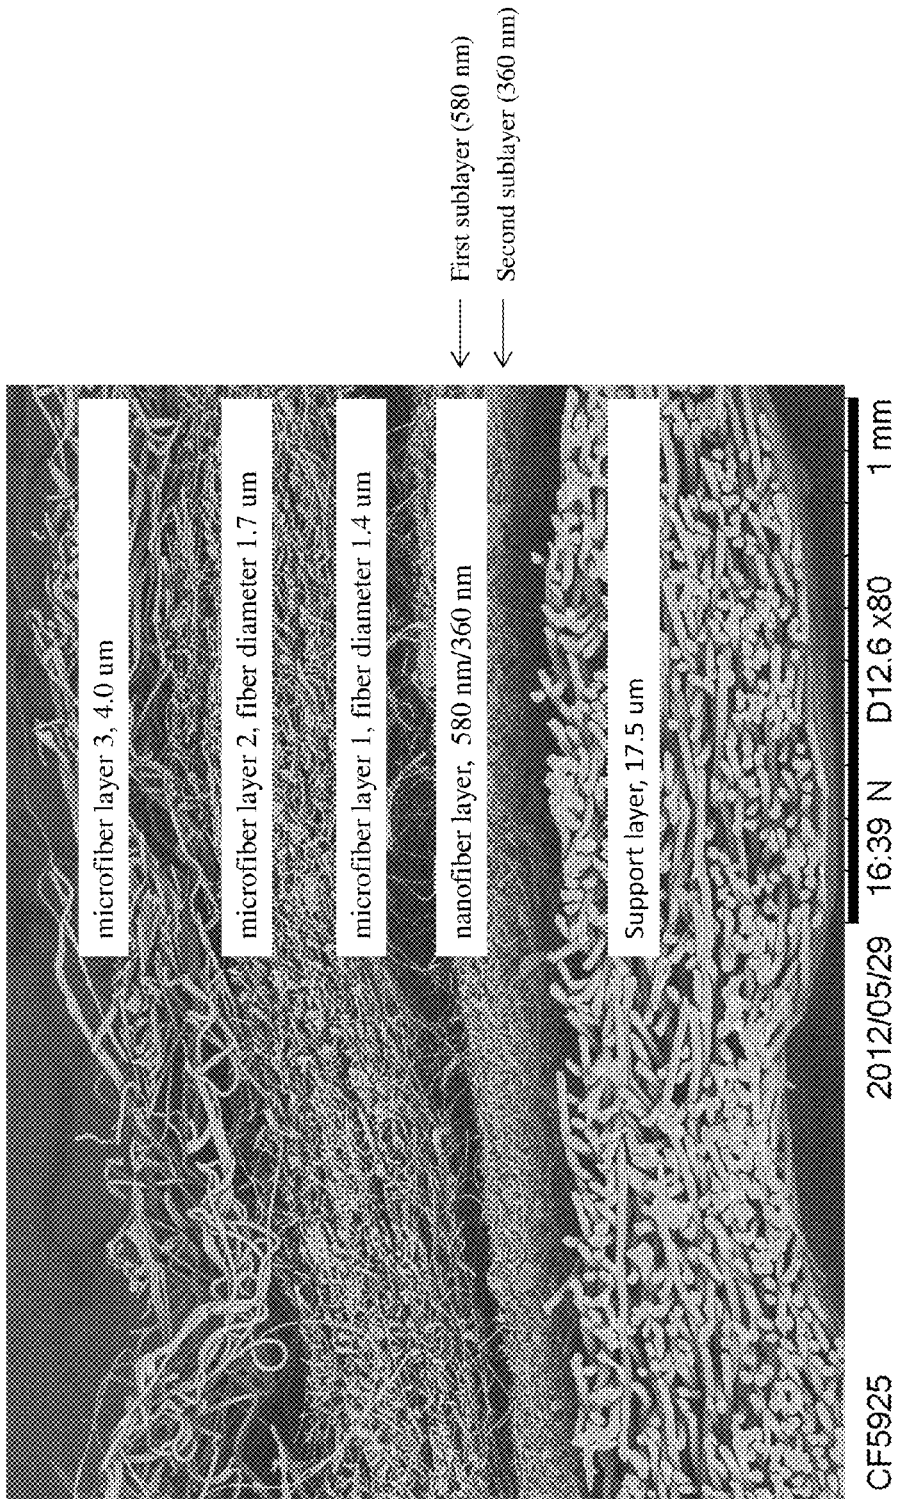 First sublayer (580 nm)
Second sublayer (360 nm)
microfiber layer 3, 4.0 um
microfiber layer 2, fiber diameter 1.7 um
microfiber layer 1, fiber diameter 1.4 um
nanofiber layer, 580 nm/360 nm
Support layer, 17.5 um
CF5925 2012/05/29 16:39 N D12.6 x80 1 mm